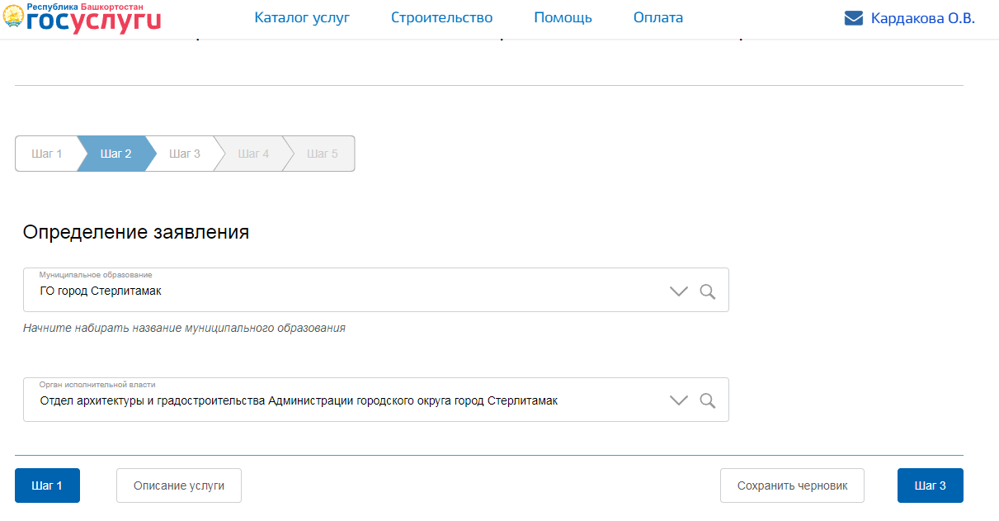 Республика Башкортостан
госуслуги
Каталог услуг
Строительство
Помощь
Оплата
Кардакова О.В.
Шаг 1
Шаг 2
Шаг 3
Шаг 4
Шаг 5
Определение заявления
Муниципальное образование
ГО город Стерлитамак
Начните набирать название муниципального образования
Орган исполнительной власти
Отдел архитектуры и градостроительства Администрации городского округа город Стерлитамак
Шаг 1
Описание услуги
Сохранить черновик
Шаг 3